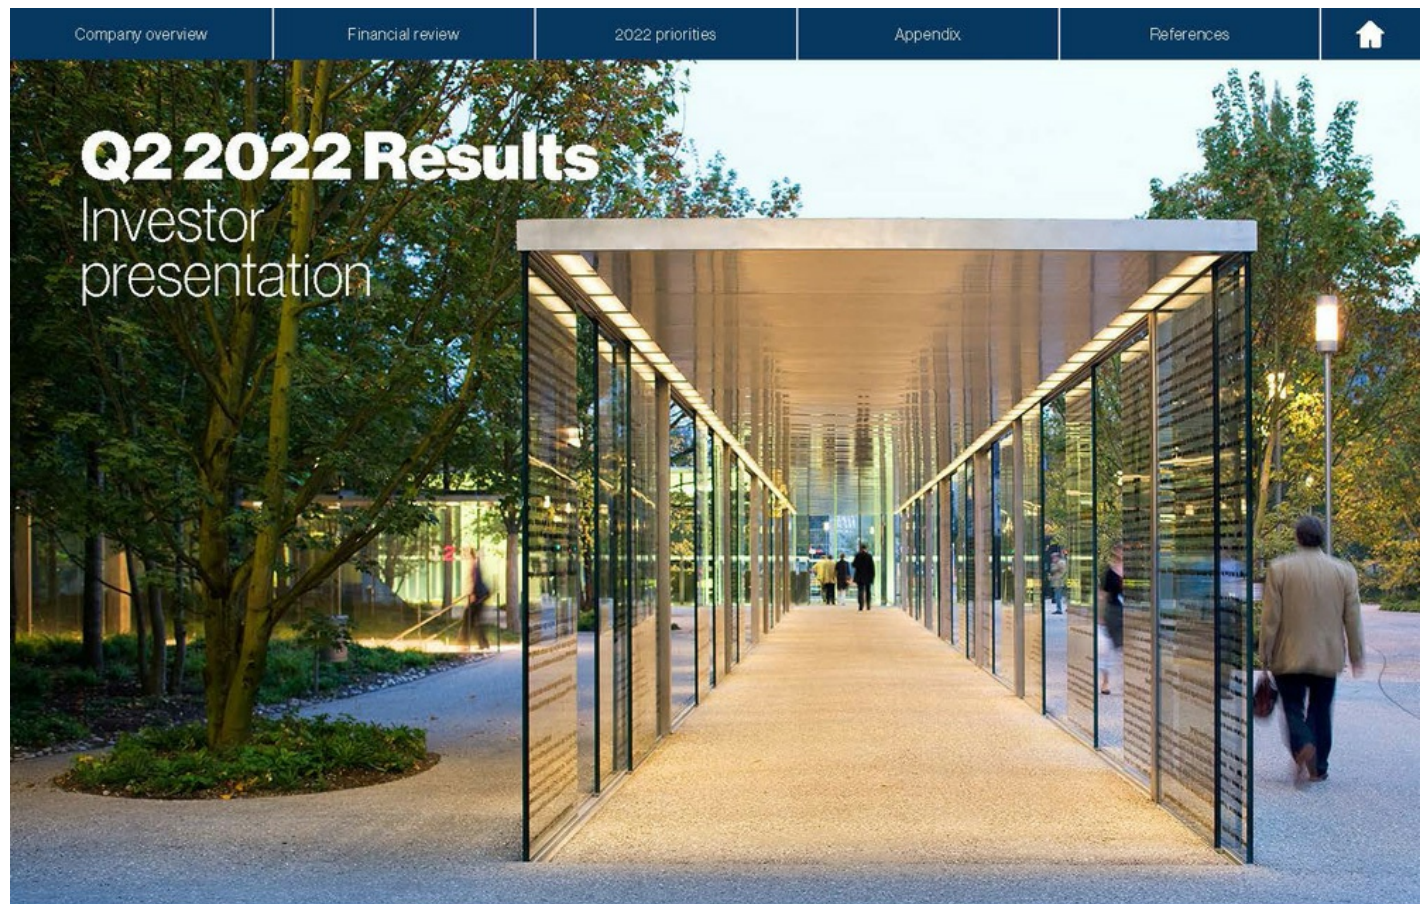 Company overview
Financial review
2022 priorities
Appendix
References
Q2 2022 Results
Investor
presentation